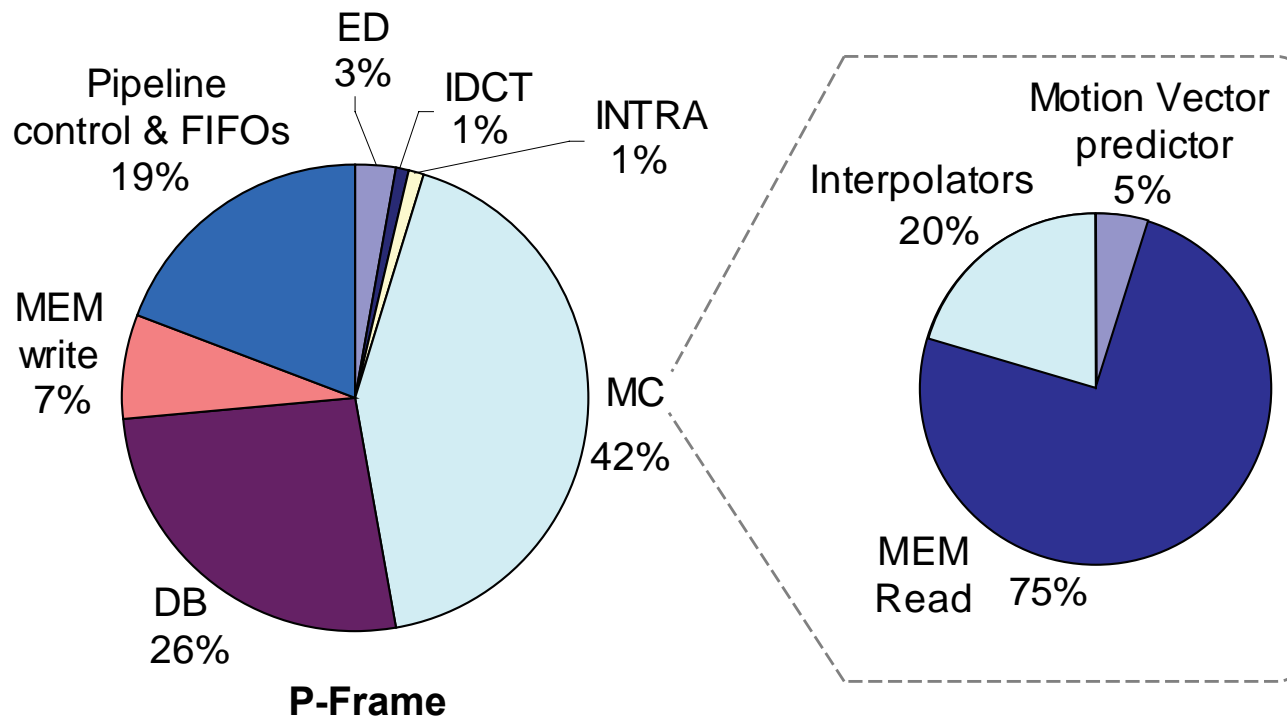 ED
3%
IDCT
1%
INTRA
1%
Pipeline
control & FIFOs
19%
MEM
write
7%
MC
42%
DB
26%
P-Frame
Motion Vector
predictor
5%
Interpolators
20%
MEM
Read
75%